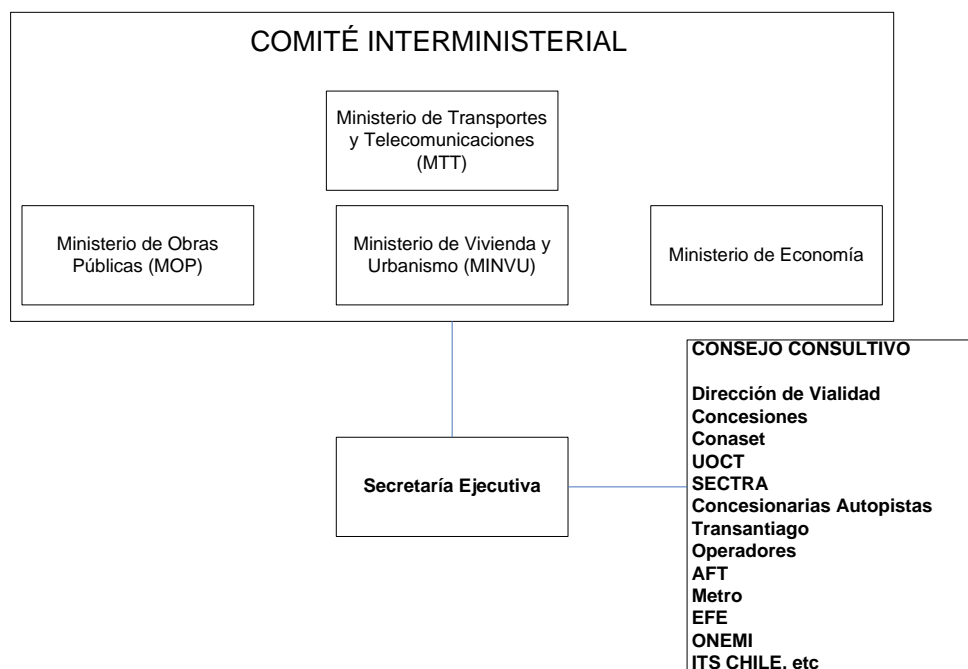 COMITÉ INTERMINISTERIAL
Ministerio de Transportes
y Telecomunicaciones
(MTT)
Ministerio de Obras
Públicas (MOP)
Ministerio de Vivienda y
Urbanismo (MINVU)
Ministerio de Economía
Secretaría Ejecutiva
CONSEJO CONSULTIVO
Dirección de Vialidad
Concesiones
Conaset
UOCT
SECTRA
Concesionarias Autopistas
Transantiago
Operadores
AFT
Metro
EFE
ONEMI
ITS CHILE, etc